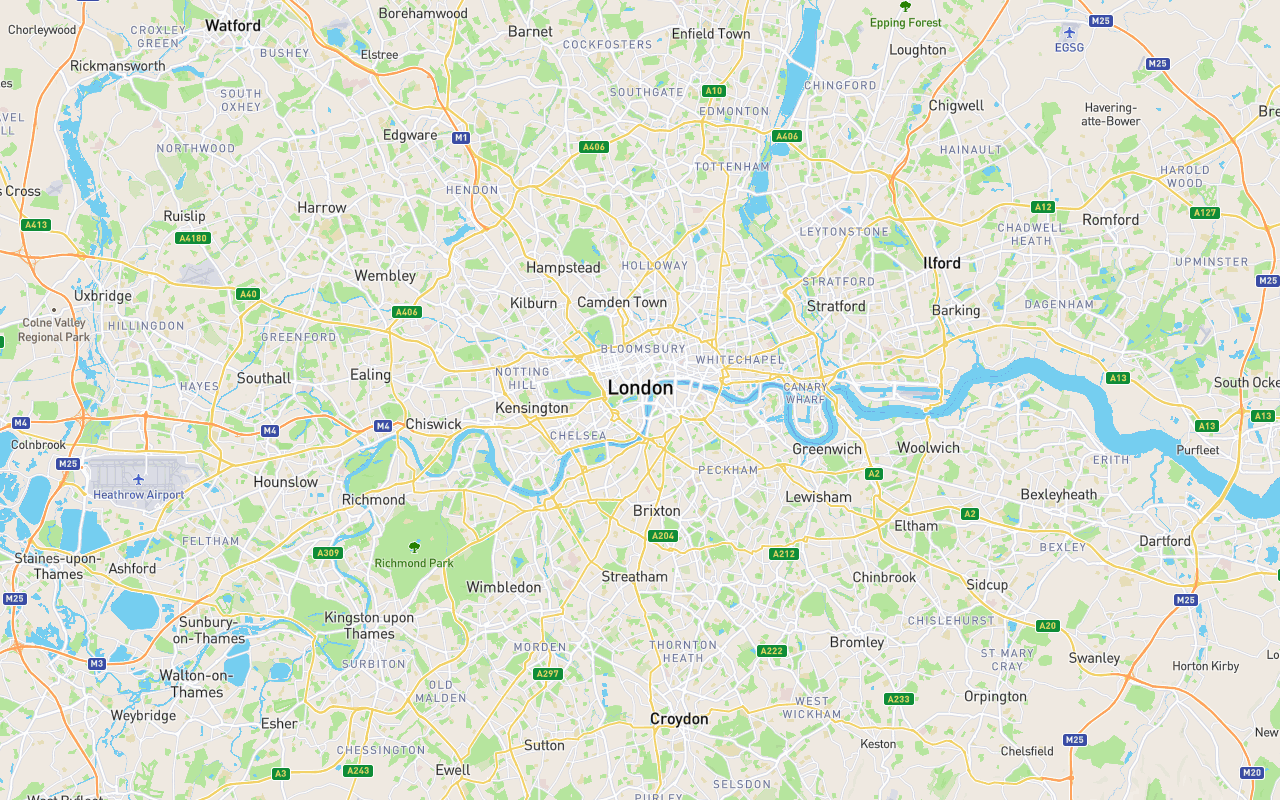 Borehamwood
Chorleywood
CROXLEY
GREEN
Watford
Barnet
Enfield Town
Epping Forest
M25
BUSHEY
Elstree
COCKFOSTERS
Loughton
EGSG
Rickmansworth
M25
SOUTH
OXHEY
SOUTHGATE
A10
CHINGFORD
EDMONTON
Chigwell
Havering-
atte-Bower
Edgware
M1
A406
A406
NORTHWOOD
HAINAULT
TOTTENHAM
HAROLD
WOOD
HENDON
s Cross
Ruislip
Harrow
A12
A127
Romford
A413
A4180
LEYTONSTONE
CHADWELL
HEATH
Hampstead
HOLLOWAY
Ilford
UPMINSTER
Wembley
STRATFORD
M25
Uxbridge
A40
Kilburn
Camden Town
Stratford
Barking
DAGENHAM
A406
Colne Valley
Regional Park
HILLINGDON
GREENFORD
BLOOMSBURY
WHITECHAPEL
NOTTING
HILL
Southall
Ealing
HAYES
London
CANARY
WHARF
A13
South Ocke
Kensington
M4
M4
M4
Chiswick
CHELSEA
A13
A13
Colnbrook
Greenwich
Woolwich
Purfleet
M25
ERITH
PECKHAM
A2
Hounslow
Heathrow Airport
Richmond
Lewisham
Bexleyheath
Brixton
A2
Eltham
FELTHAM
A204
Dartford
A309
A212
BEXLEY
Staines-upon-
Thames
Ashford
Richmond Park
Streatham
Chinbrook
Sidcup
Wimbledon
M25
M25
Kingston upon
Thames
Sunbury-
on-Thames
CHISLEHURST
A20
Bromley
MORDEN
THORNTON
HEATH
A222
ST MARY
CRAY
Swanley
M3
SURBITON
Horton Kirby
Walton-on-
Thames
A297
OLD
MALDEN
Orpington
A233
WEST
WICKHAM
Weybridge
Esher
Croydon
New
Sutton
Keston
M25
Chelsfield
CHESSINGTON
A3
A243
Ewell
M20
SELSDON
PURLEY